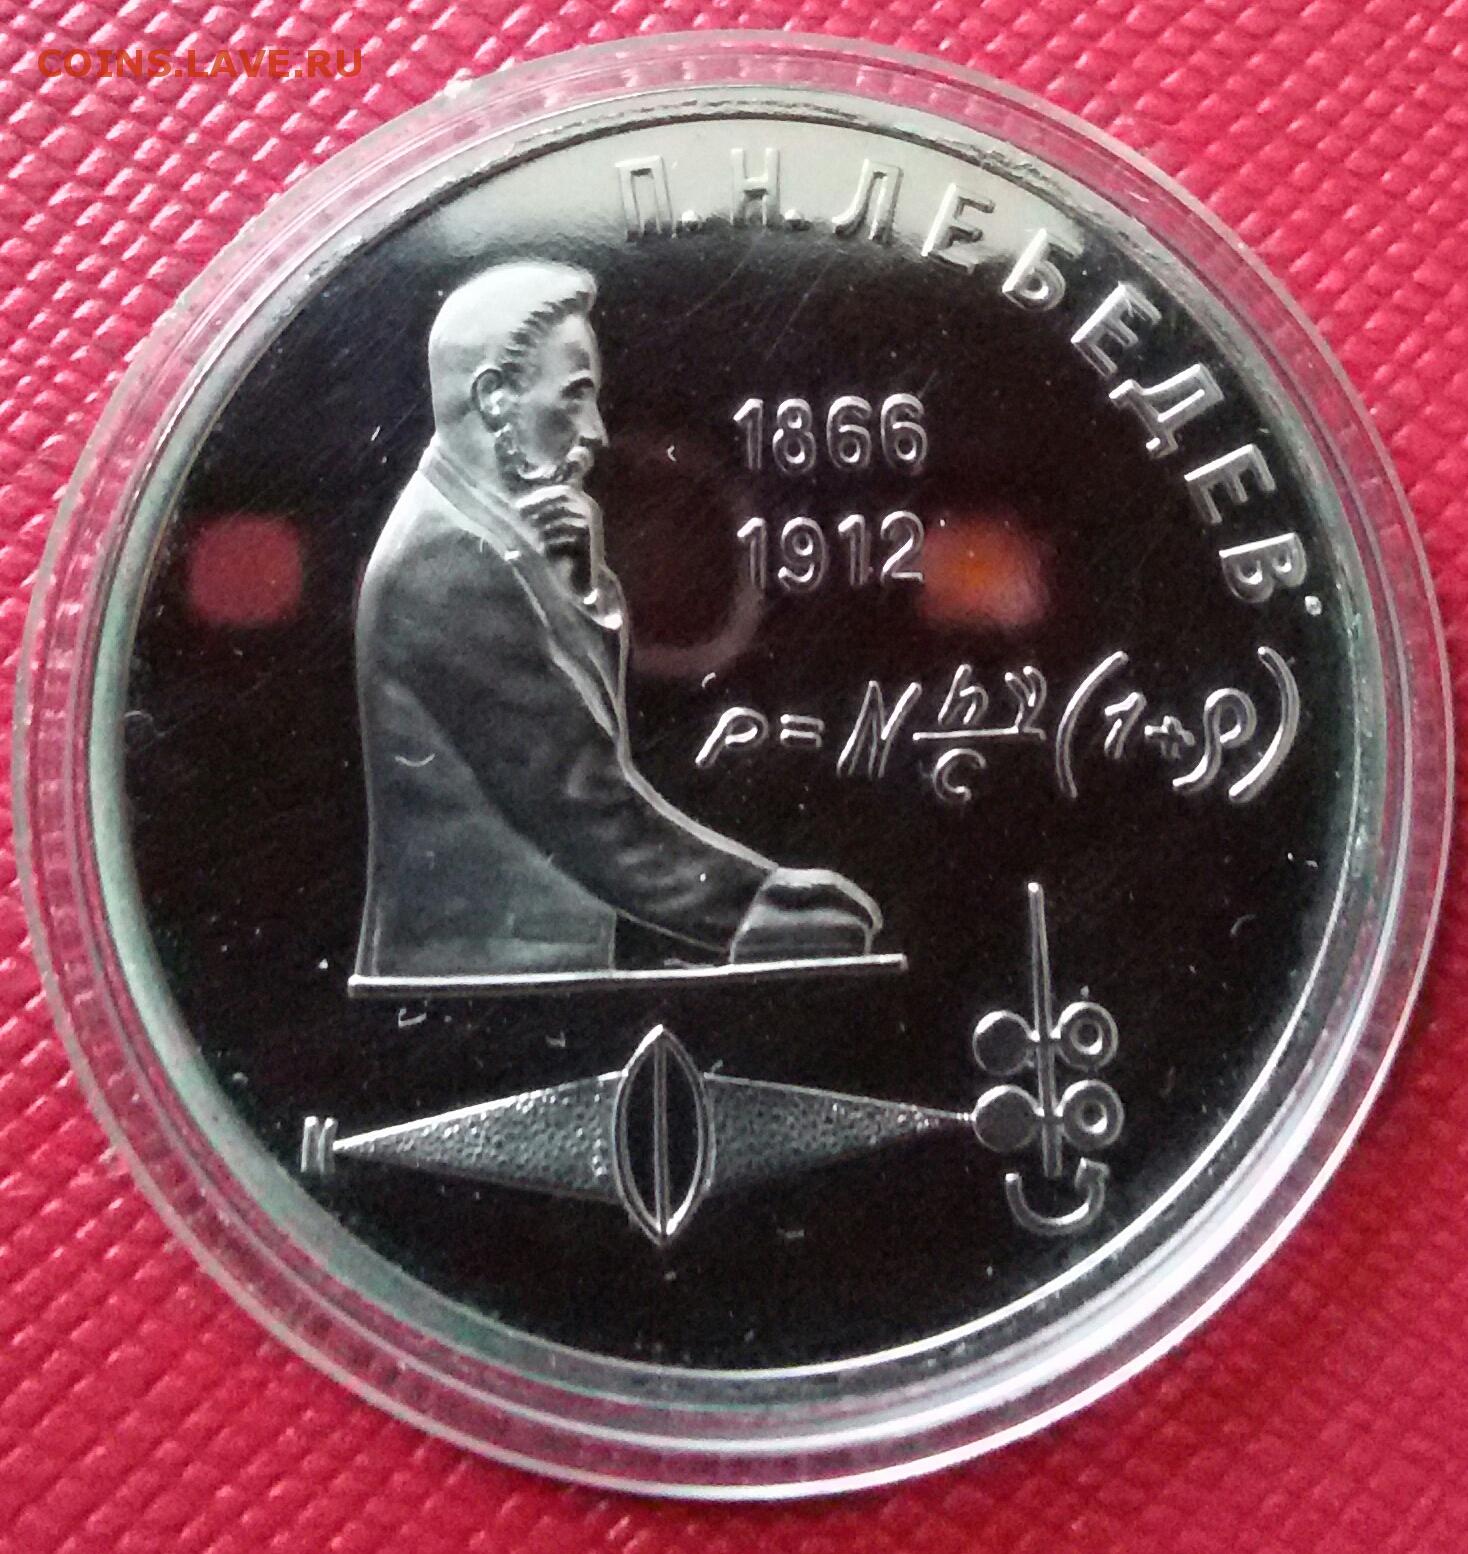 COINS.LAVE.RU
П.Н.ЛЕБЕДЕВ.
1866
1912
p=N hν/c (1+ρ)